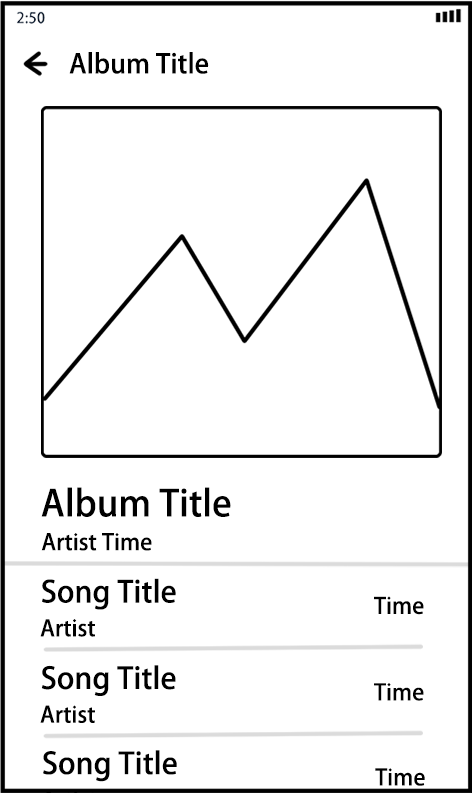 2:50
Album Title
Album Title
Artist Time
Song Title
Time
Artist
Song Title
Time
Artist
Song Title
Time